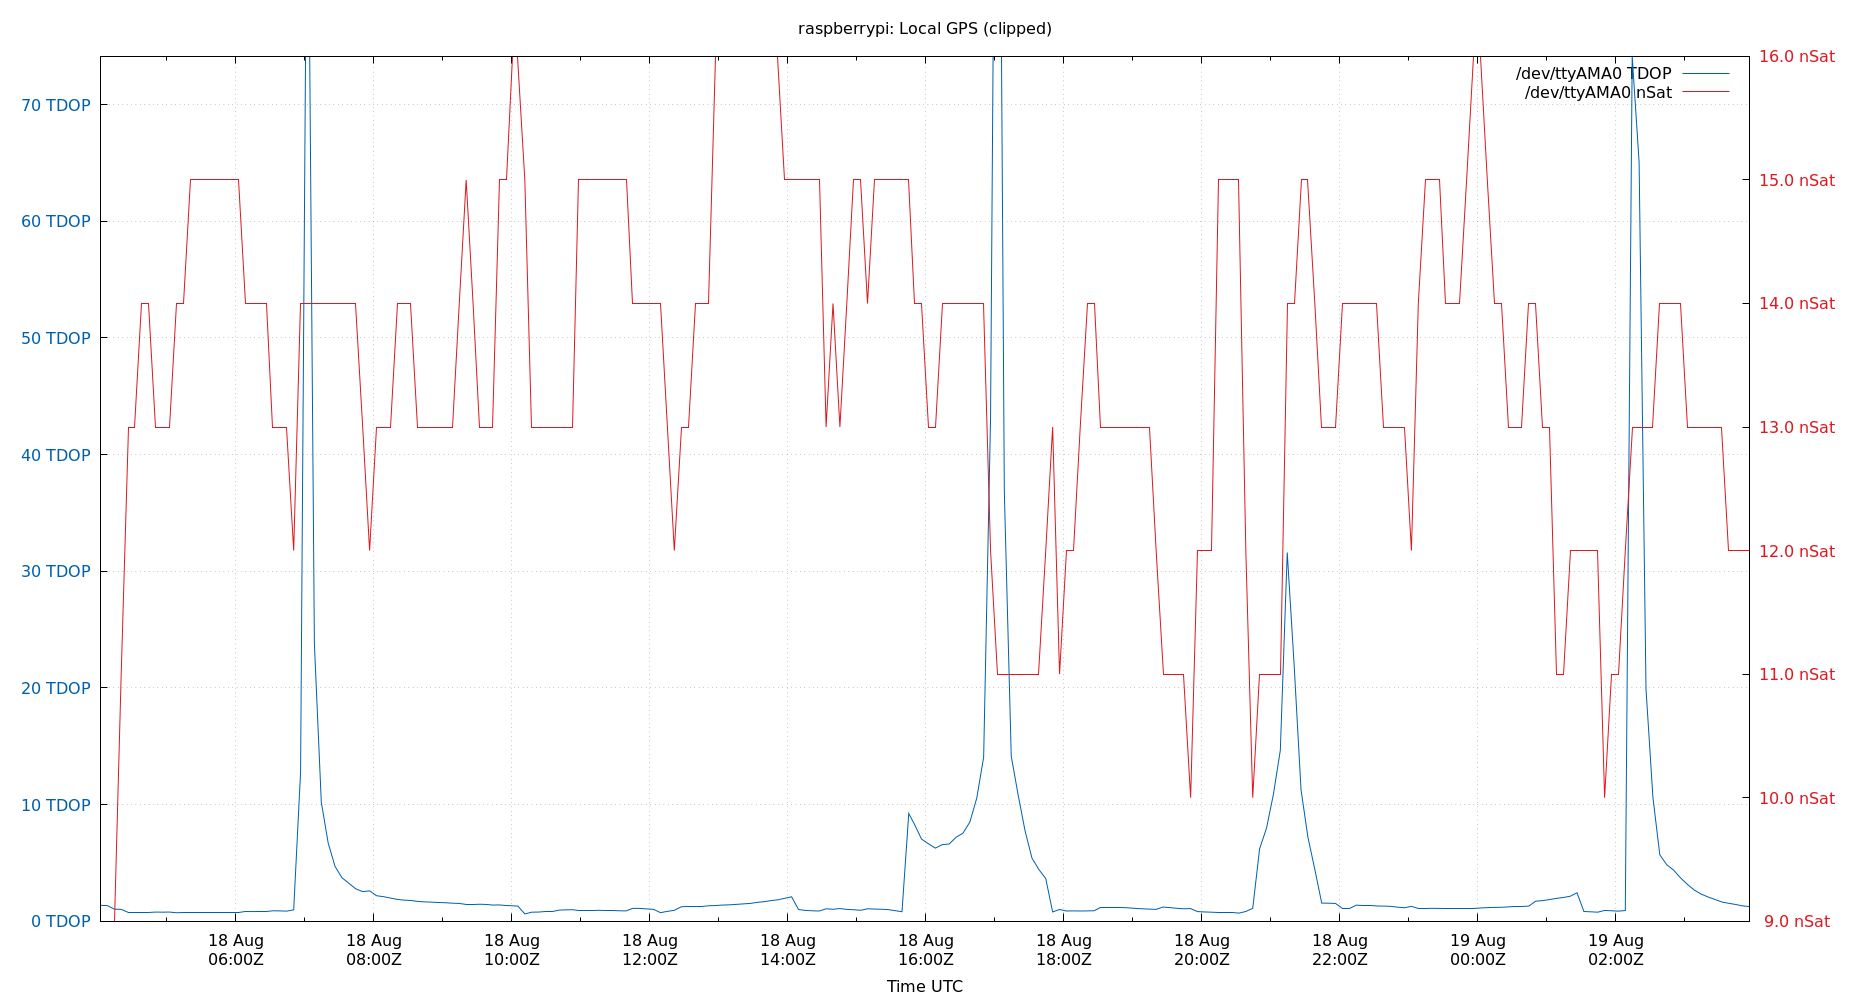 raspberrypi: Local GPS (clipped)
/dev/ttyAMA0 TDOP
/dev/ttyAMA0 nSat
70 TDOP
60 TDOP
50 TDOP
40 TDOP
30 TDOP
20 TDOP
10 TDOP
0 TDOP
16.0 nSat
15.0 nSat
14.0 nSat
13.0 nSat
12.0 nSat
11.0 nSat
10.0 nSat
9.0 nSat
18 Aug
06:00Z
18 Aug
08:00Z
18 Aug
10:00Z
18 Aug
12:00Z
18 Aug
14:00Z
18 Aug
16:00Z
18 Aug
18:00Z
18 Aug
20:00Z
18 Aug
22:00Z
19 Aug
00:00Z
19 Aug
02:00Z
Time UTC